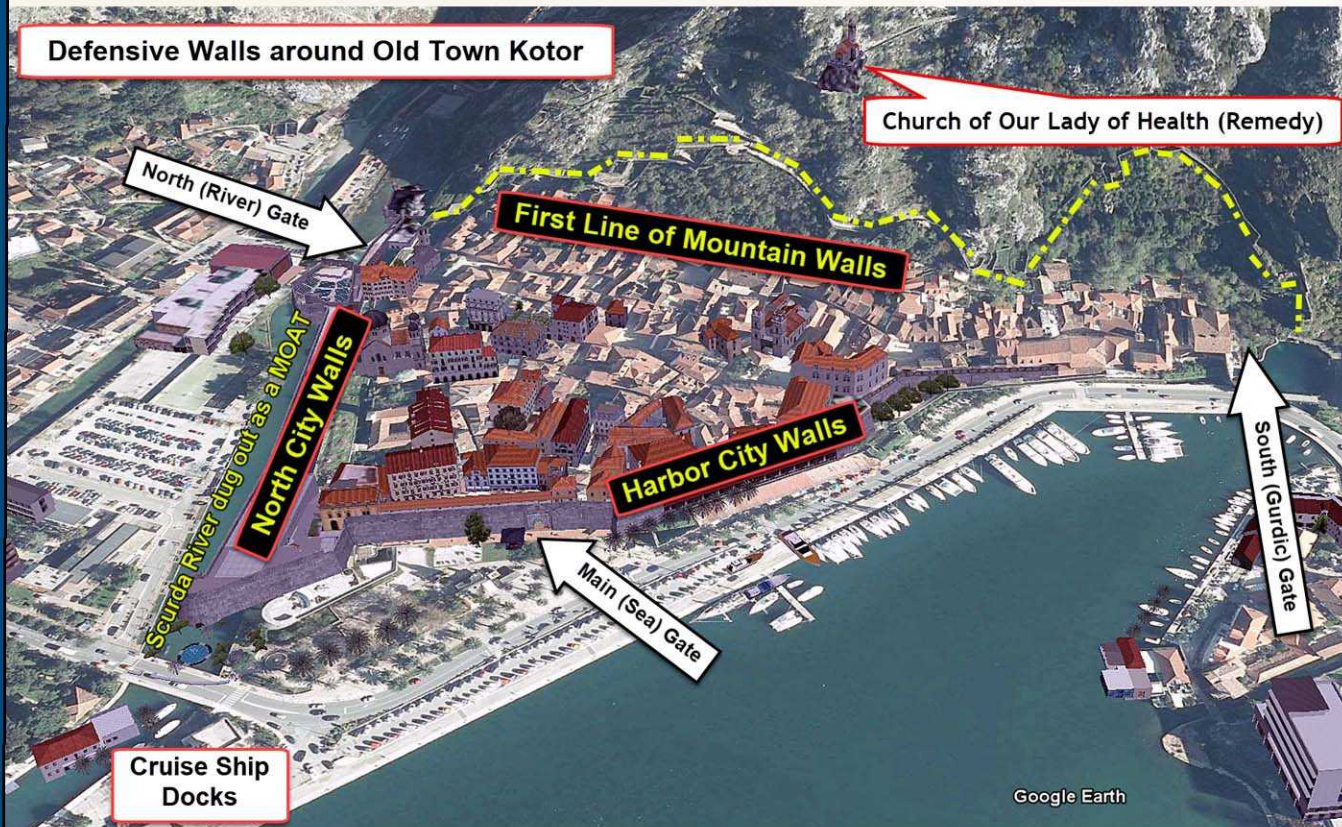 Defensive Walls around Old Town Kotor
Church of Our Lady of Health (Remedy)
North (River) Gate
First Line of Mountain Walls
Scurda River dug out as a MOAT
North City Walls
Harbor City Walls
Main (Sea) Gate
South (Gurdic) Gate
Cruise Ship
Docks
Google Earth